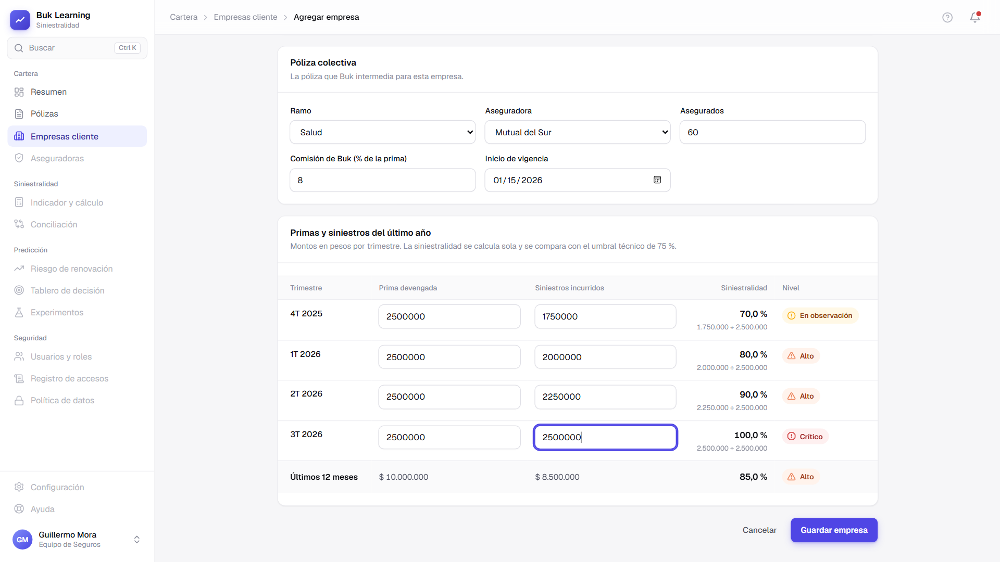 Buk Learning
Siniestralidad
Buscar
Ctrl K
Cartera
Resumen
Pólizas
Empresas cliente
Aseguradoras
Siniestralidad
Indicador y cálculo
Conciliación
Predicción
Riesgo de renovación
Tablero de decisión
Experimentos
Seguridad
Usuarios y roles
Registro de accesos
Política de datos
Configuración
Ayuda
GM
Guillermo Mora
Equipo de Seguros
Cartera > Empresas cliente > Agregar empresa
Póliza colectiva
La póliza que Buk intermedia para esta empresa.
Ramo Aseguradora Asegurados
Salud Mutual del Sur 60
Comisión de Buk (% de la prima) Inicio de vigencia
8 01/15/2026
Primas y siniestros del último año
Montos en pesos por trimestre. La siniestralidad se calcula sola y se compara con el umbral técnico de 75 %.
Trimestre Prima devengada Siniestros incurridos Siniestralidad Nivel
4T 2025 2500000 1750000 70,0 % En observación
1.750.000 ÷ 2.500.000
1T 2026 2500000 2000000 80,0 % Alto
2.000.000 ÷ 2.500.000
2T 2026 2500000 2250000 90,0 % Alto
2.250.000 ÷ 2.500.000
3T 2026 2500000 2500000 100,0 % Crítico
2.500.000 ÷ 2.500.000
Últimos 12 meses $ 10.000.000 $ 8.500.000 85,0 % Alto
Cancelar Guardar empresa